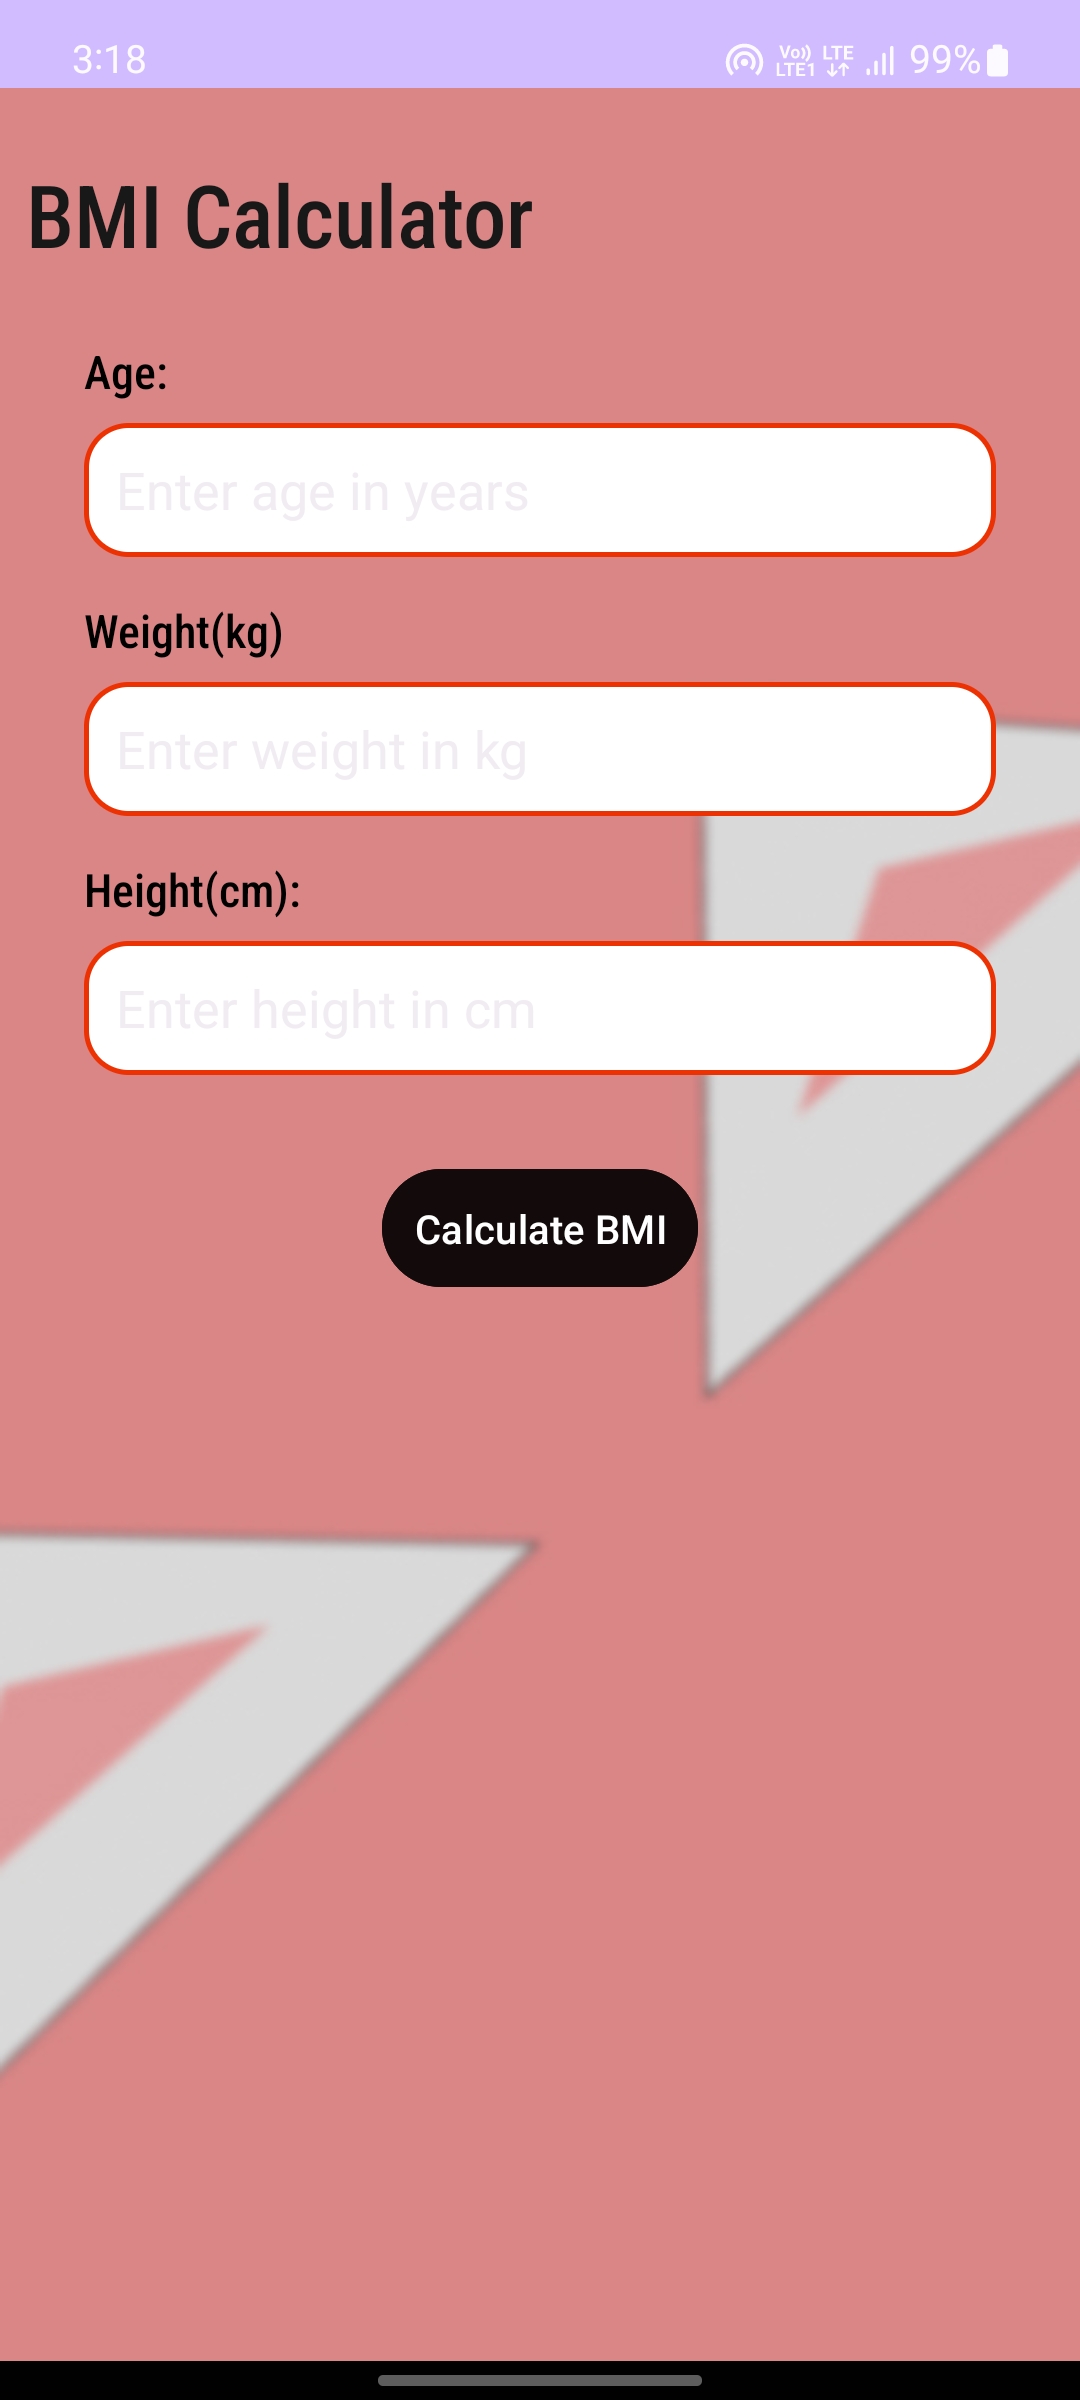 3:18 Vo)) LTE1 LTE 99%
BMI Calculator
Age:
Enter age in years
Weight(kg)
Enter weight in kg
Height(cm):
Enter height in cm
Calculate BMI